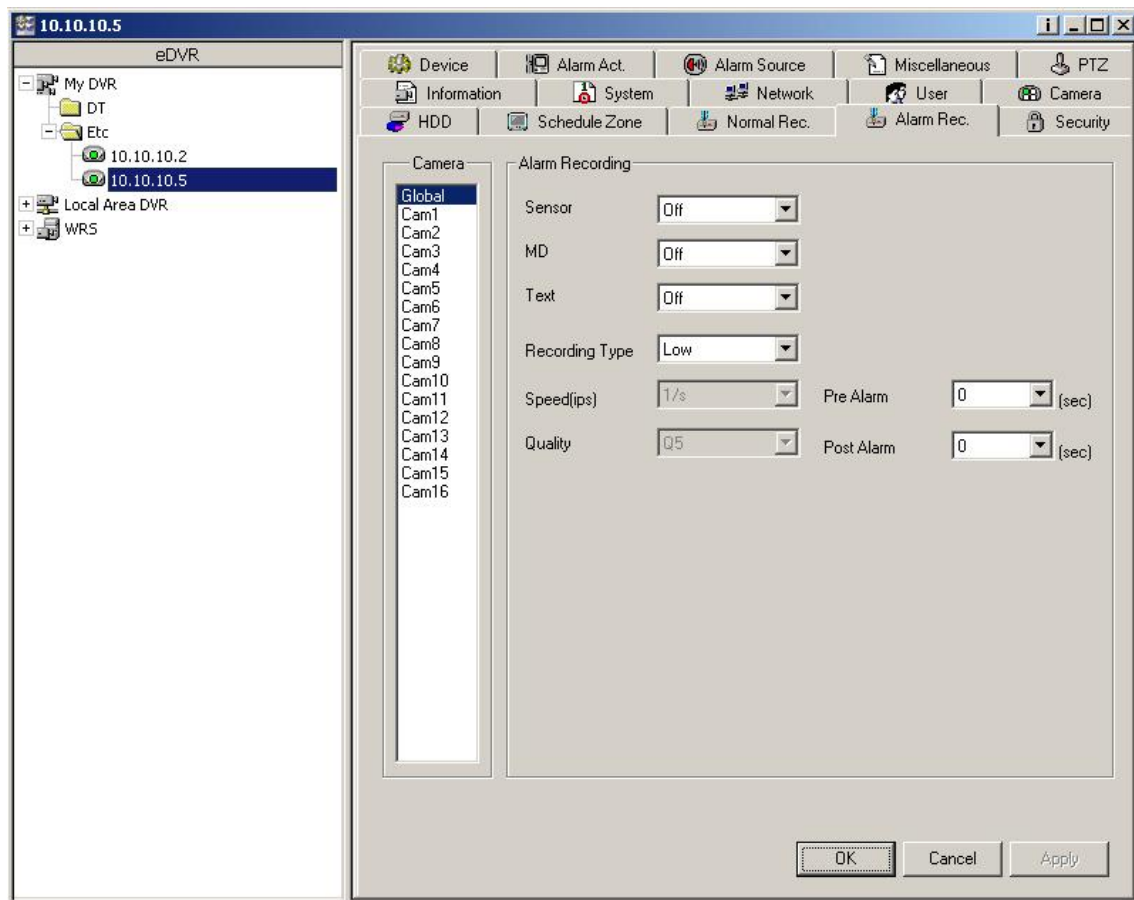 10.10.10.5
eDVR
My DVR
DT
Etc
10.10.10.2
10.10.10.5
Local Area DVR
WRS
Device
Alarm Act.
Alarm Source
Miscellaneous
PTZ
Information
System
Network
User
Camera
HDD
Schedule Zone
Normal Rec.
Alarm Rec.
Security
Camera
Global
Cam1
Cam2
Cam3
Cam4
Cam5
Cam6
Cam7
Cam8
Cam9
Cam10
Cam11
Cam12
Cam13
Cam14
Cam15
Cam16
Alarm Recording
Sensor Off
MD Off
Text Off
Recording Type Low
Speed(ips) 1/s Pre Alarm 0 (sec)
Quality Q5 Post Alarm 0 (sec)
OK
Cancel
Apply